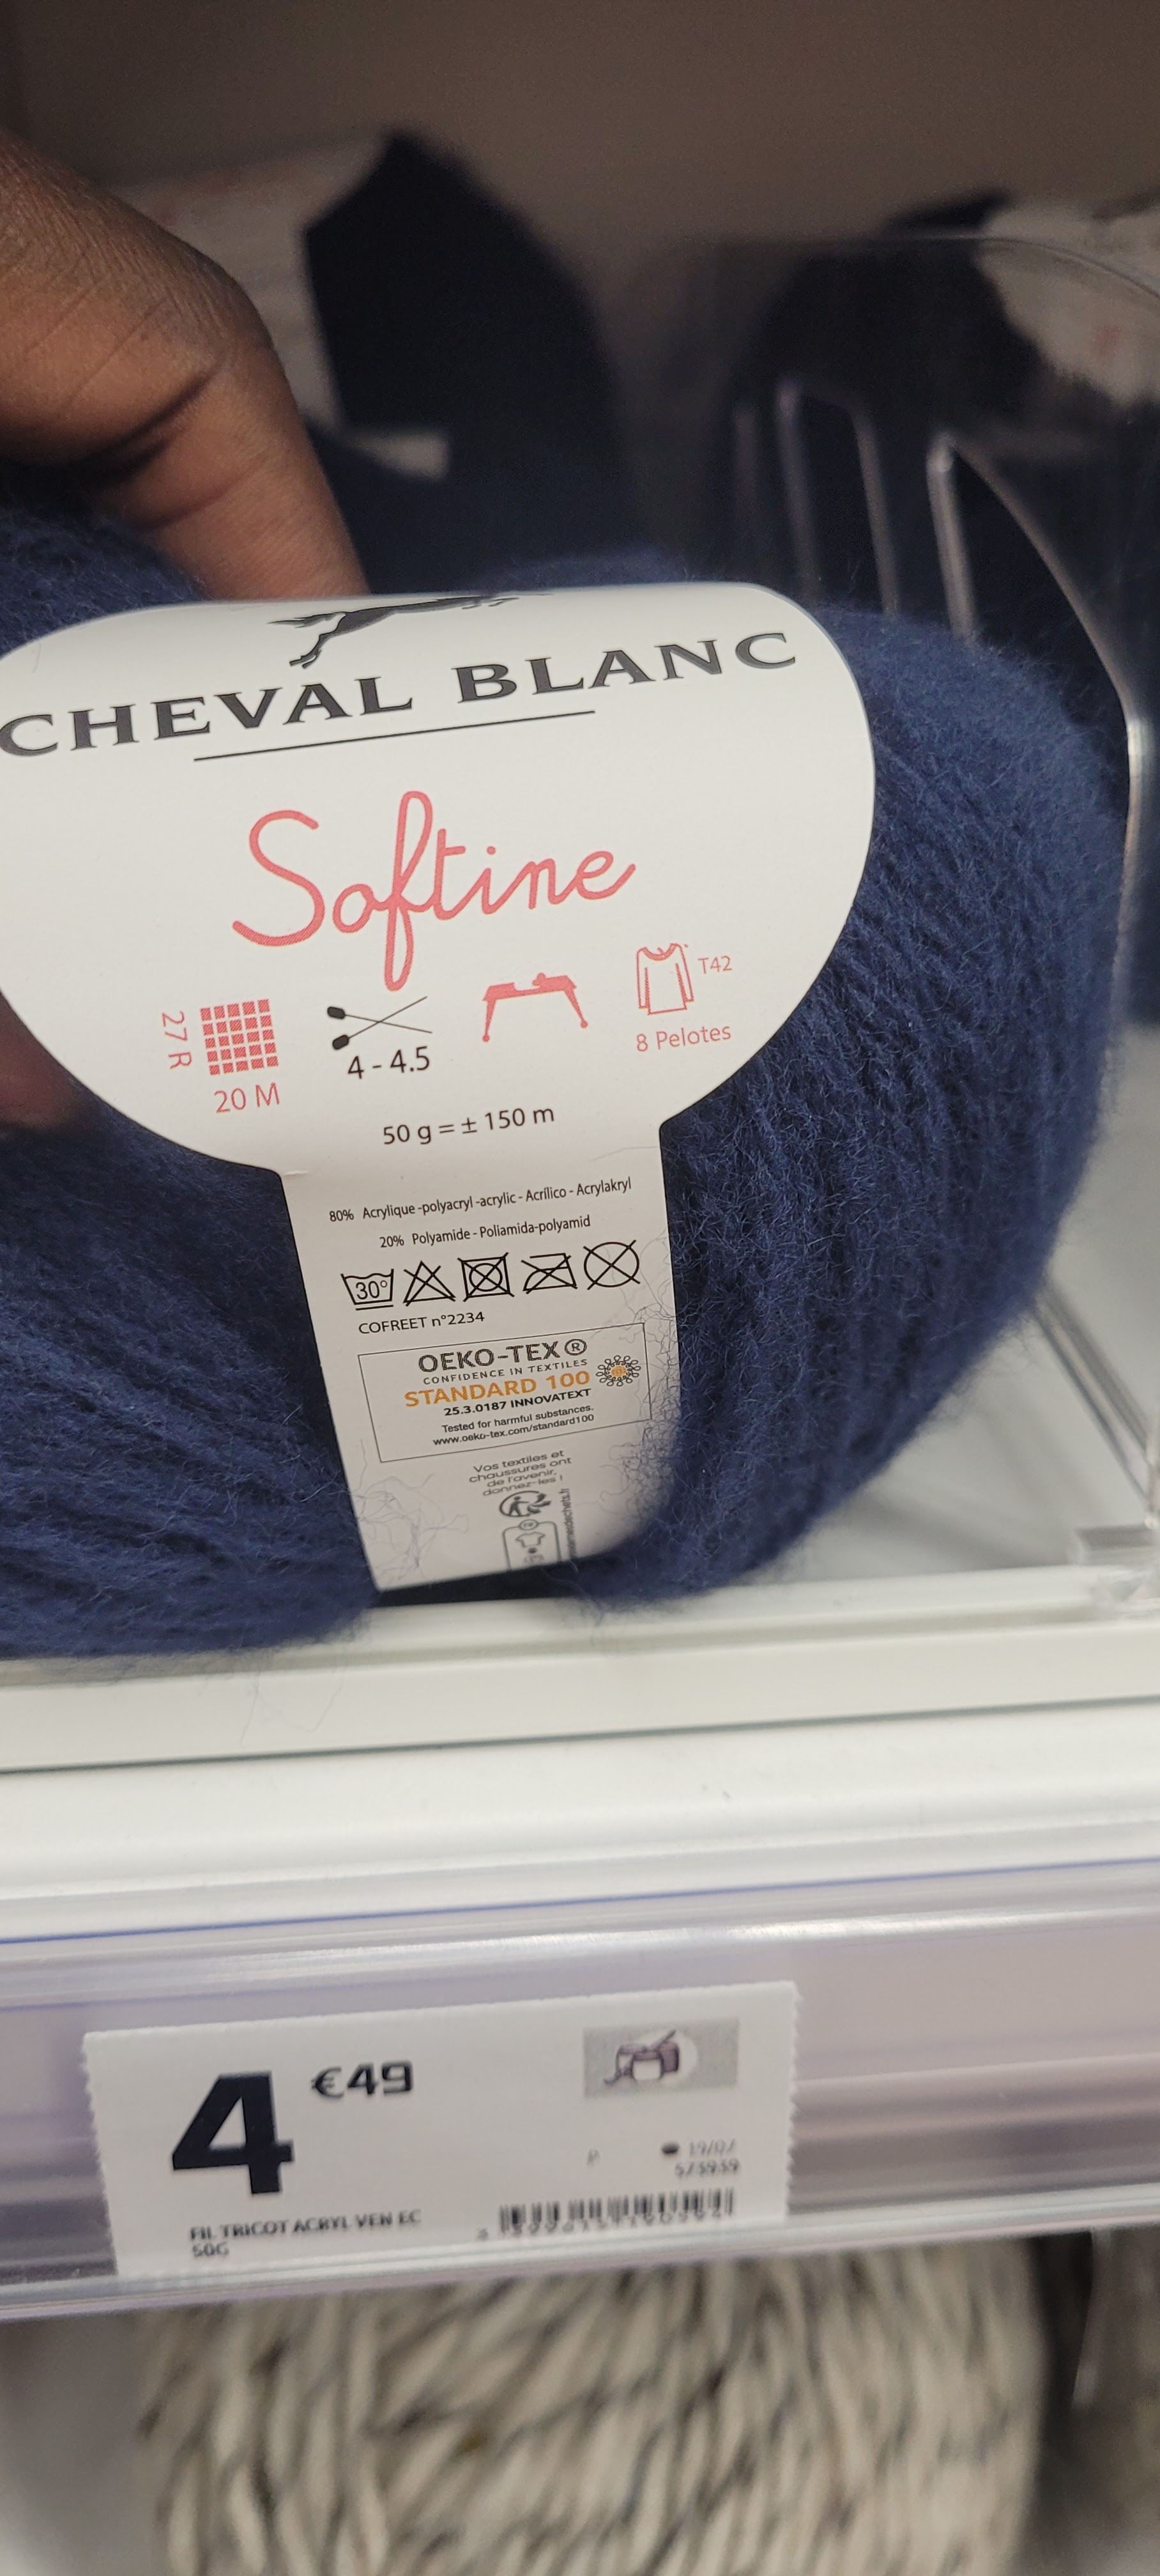 CHEVAL BLANC
Softine
27 R
20 M
4 - 4.5
T42
8 Pelotes
50 g = ± 150 m
80% Acrylique -polyacryl -acrylic - Acrílico - Acrylakryl
20% Polyamide - Poliamida-polyamid
30°
COFREET n°2234
OEKO-TEX®
CONFIDENCE IN TEXTILES
STANDARD 100
25.3.0187 INNOVATEXT
Tested for harmful substances.
www.oeko-tex.com/standard100
Vos textiles et
chaussures ont
de l'avenir,
donnez-les !
4 €49
19/02
573939
FIL TRICOT ACRYL VEN EC
50G